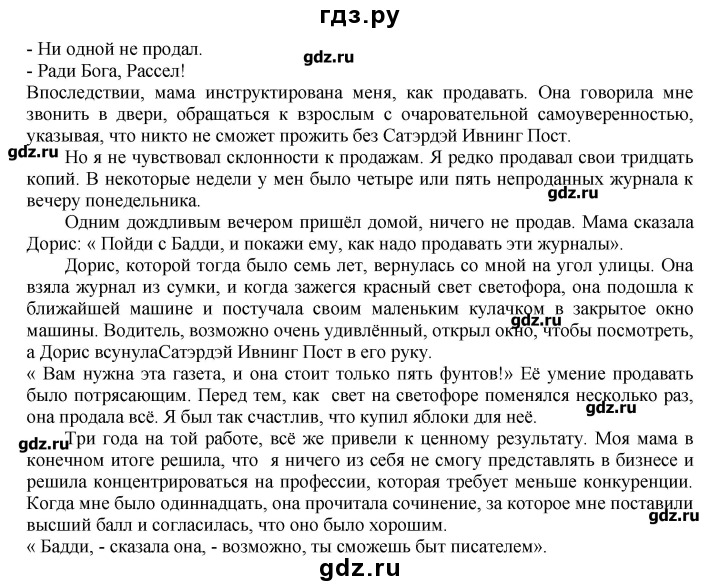 гдз.ру
- Ни одной не продал.
gdz.ru
- Ради Бога, Рассел!
Впоследствии, мама инструктирована меня, как продавать. Она говорила мне
звонить в двери, обращаться к взрослым с очаровательной самоуверенностью,
указывая, что никто не сможет прожить без Сатэрдэй Ивнинг Пост.
gdz.ru
Но я не чувствовал склонности к продажам. Я редко продавал свои тридцать
копий. В некоторые недели у мен было четыре или пять непроданных журнала к
gdz.ru
вечеру понедельника.
Одним дождливым вечером пришёл домой, ничего не продав. Мама сказала
Дорис: « Пойди с Бадди, и покажи ему, как надо продавать эти журналы».
Дорис, которой тогда было семь лет, вернулась со мной на угол улицы. Она
взяла журнал из сумки, и когда зажегся красный свет светофора, она подошла к
ближайшей машине и постучала своим маленьким кулачком в закрытое окно
gdz.ru
машины. Водитель, возможно очень удивлённый, открыл окно, чтобы посмотреть,
а Дорис всунулаСатэрдэй Ивнинг Пост в его руку.
« Вам нужна эта газета, и она стоит только пять фунтов!» Её умение продавать
было потрясающим. Перед тем, как свет на светофоре поменялся несколько раз,
gdz.ru
она продала всё. Я был так счастлив, что купил яблоки для неё.
gdz.ru
Три года на той работе, всё же привели к ценному результату. Моя мама в
конечном итоге решила, что я ничего из себя не смогу представлять в бизнесе и
решила концентрироваться на профессии, которая требует меньше конкуренции.
Когда мне было одиннадцать, она прочитала сочинение, за которое мне поставили
gdz.ru
высший балл и согласилась, что оно было хорошим.
« Бадди, - сказала она, - возможно, ты сможешь быт писателем».
gdz.ru